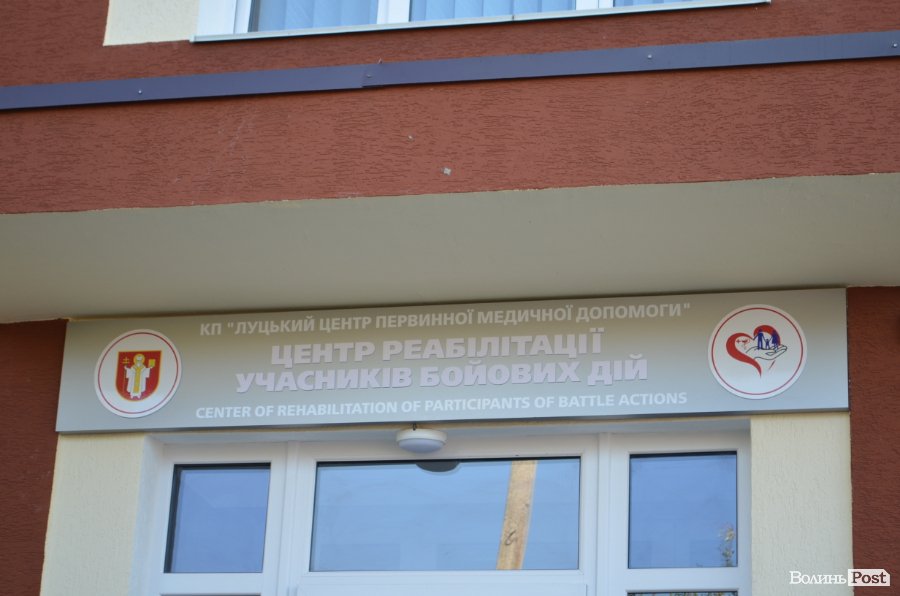 КП "ЛУЦЬКИЙ ЦЕНТР ПЕРВИННОЇ МЕДИЧНОЇ ДОПОМОГИ"
ЦЕНТР РЕАБІЛІТАЦІЇ
УЧАСНИКІВ БОЙОВИХ ДІЙ
CENTER OF REHABILITATION OF PARTICIPANTS OF BATTLE ACTIONS
Волинь Post